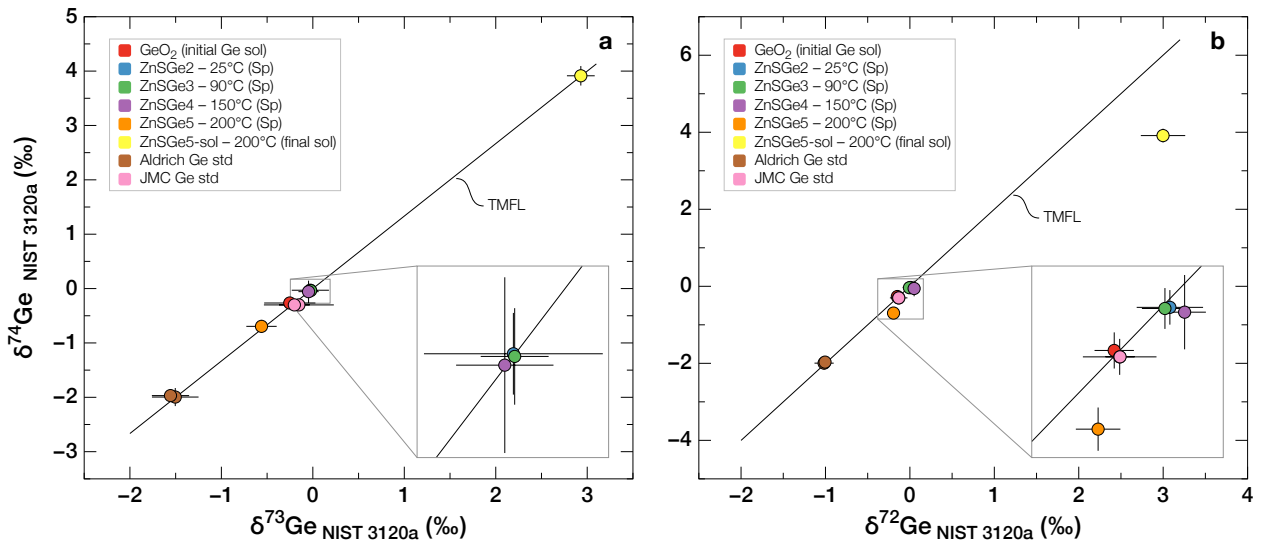 a
GeO₂ (initial Ge sol)
ZnSGe2 – 25°C (Sp)
ZnSGe3 – 90°C (Sp)
ZnSGe4 – 150°C (Sp)
ZnSGe5 – 200°C (Sp)
ZnSGe5-sol – 200°C (final sol)
Aldrich Ge std
JMC Ge std
TMFL
5
4
3
2
1
0
−1
−2
−3
δ⁷⁴Ge NIST 3120a (‰)
−2 −1 0 1 2 3
δ⁷³Ge NIST 3120a (‰)
b
GeO₂ (initial Ge sol)
ZnSGe2 – 25°C (Sp)
ZnSGe3 – 90°C (Sp)
ZnSGe4 – 150°C (Sp)
ZnSGe5 – 200°C (Sp)
ZnSGe5-sol – 200°C (final sol)
Aldrich Ge std
JMC Ge std
TMFL
6
4
2
0
−2
−4
−2 −1 0 1 2 3 4
δ⁷²Ge NIST 3120a (‰)